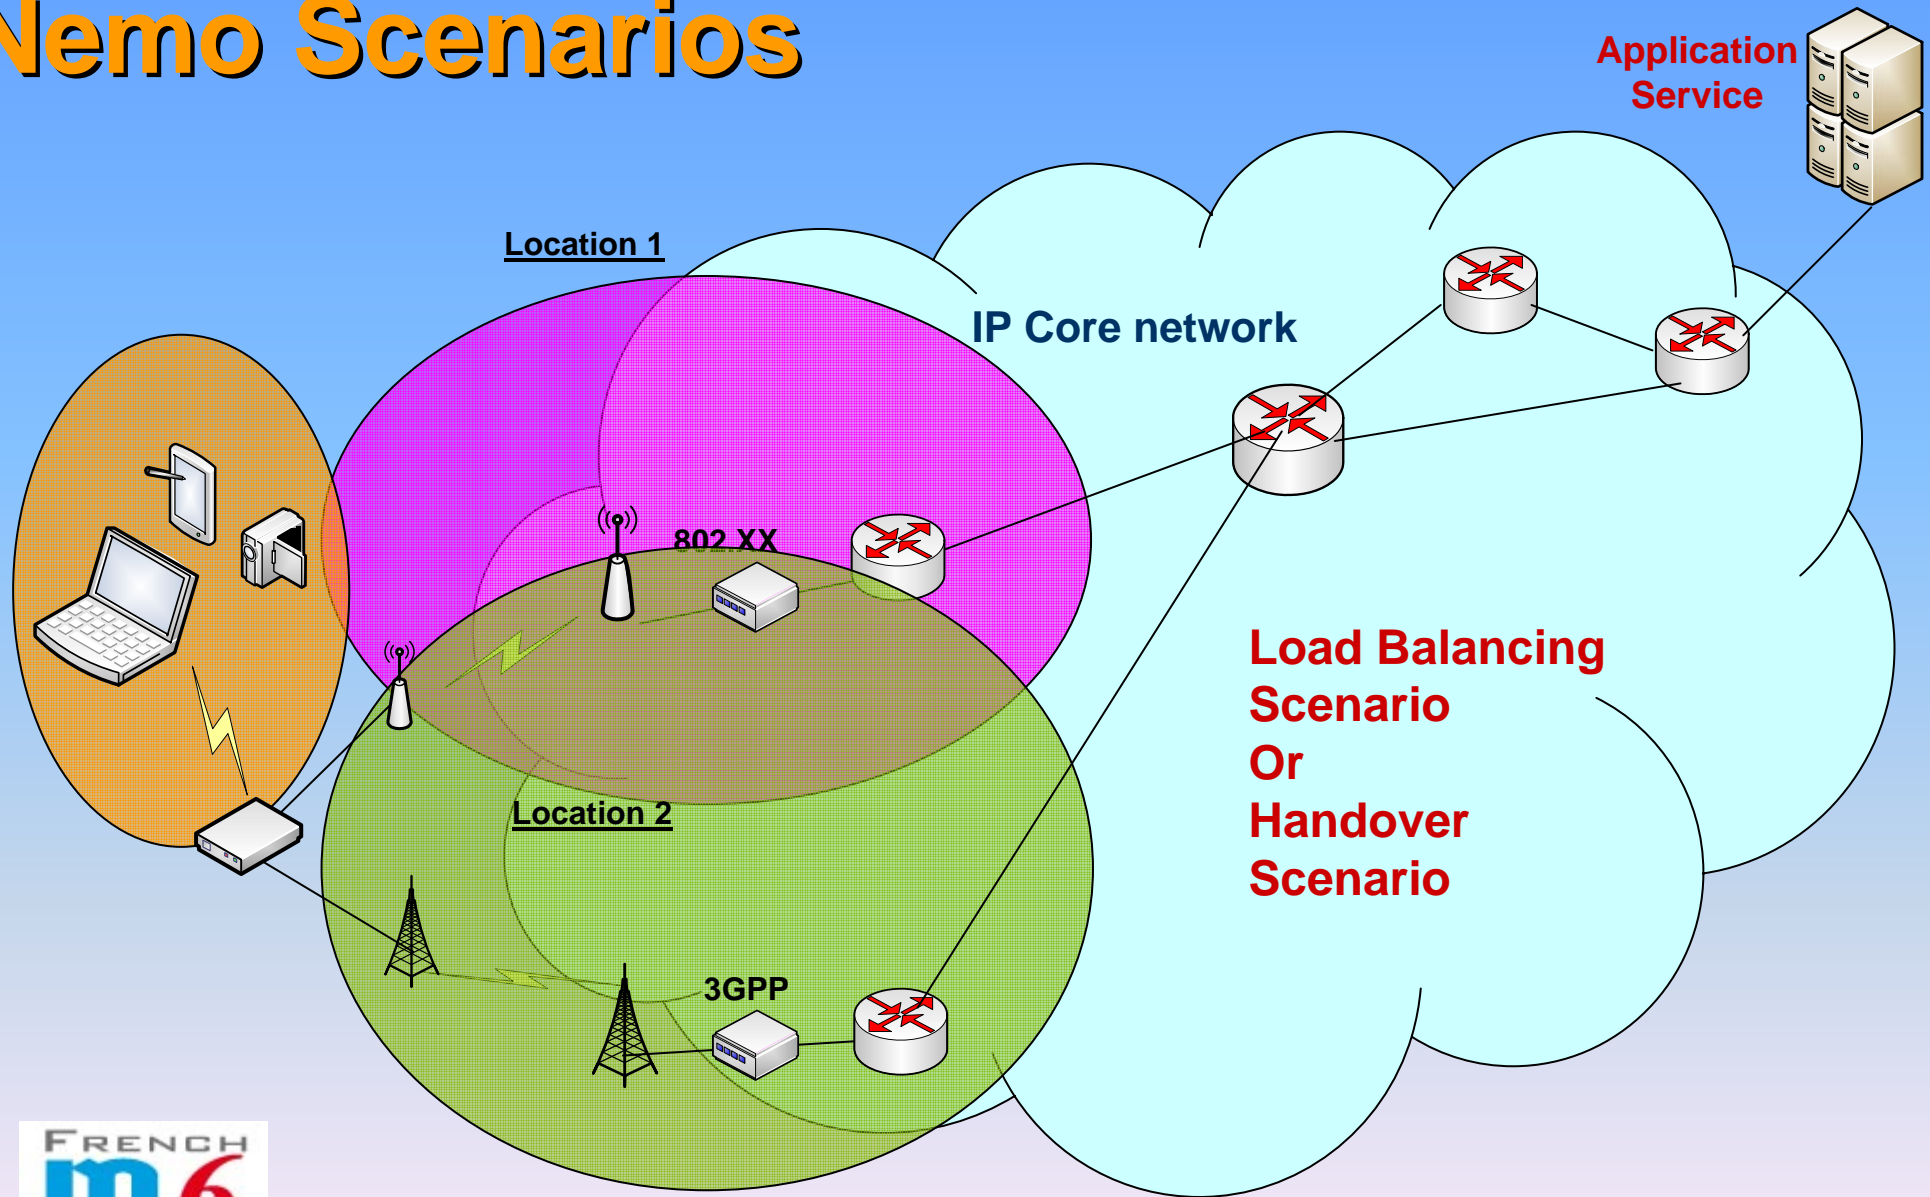 Nemo Scenarios
Application
Service
Location 1
IP Core network
802.XX
Load Balancing
Scenario
Or
Handover
Scenario
Location 2
3GPP
FRENCH